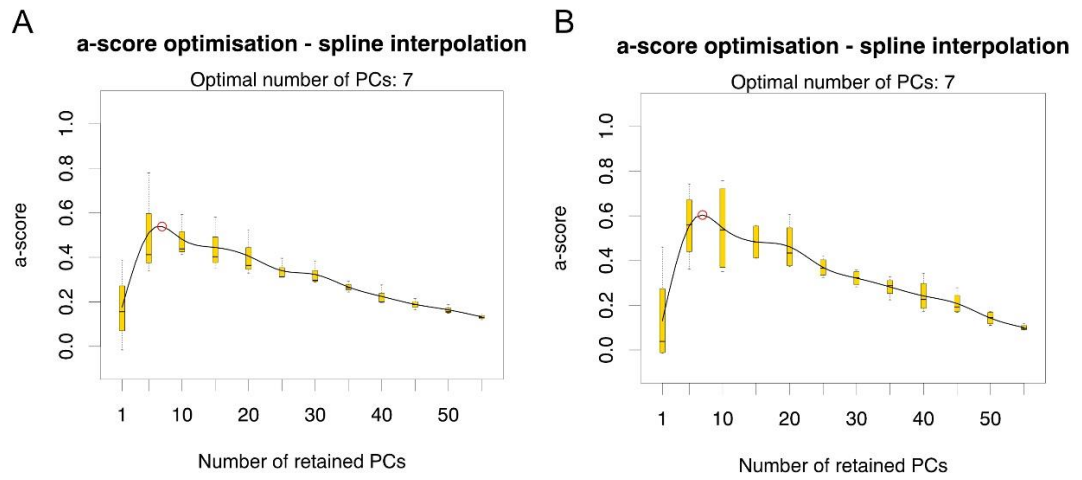 A
a-score optimisation - spline interpolation
Optimal number of PCs: 7
a-score
1.0
0.8
0.6
0.4
0.2
0.0
1 10 20 30 40 50
Number of retained PCs
B
a-score optimisation - spline interpolation
Optimal number of PCs: 7
a-score
1.0
0.8
0.6
0.4
0.2
0.0
1 10 20 30 40 50
Number of retained PCs